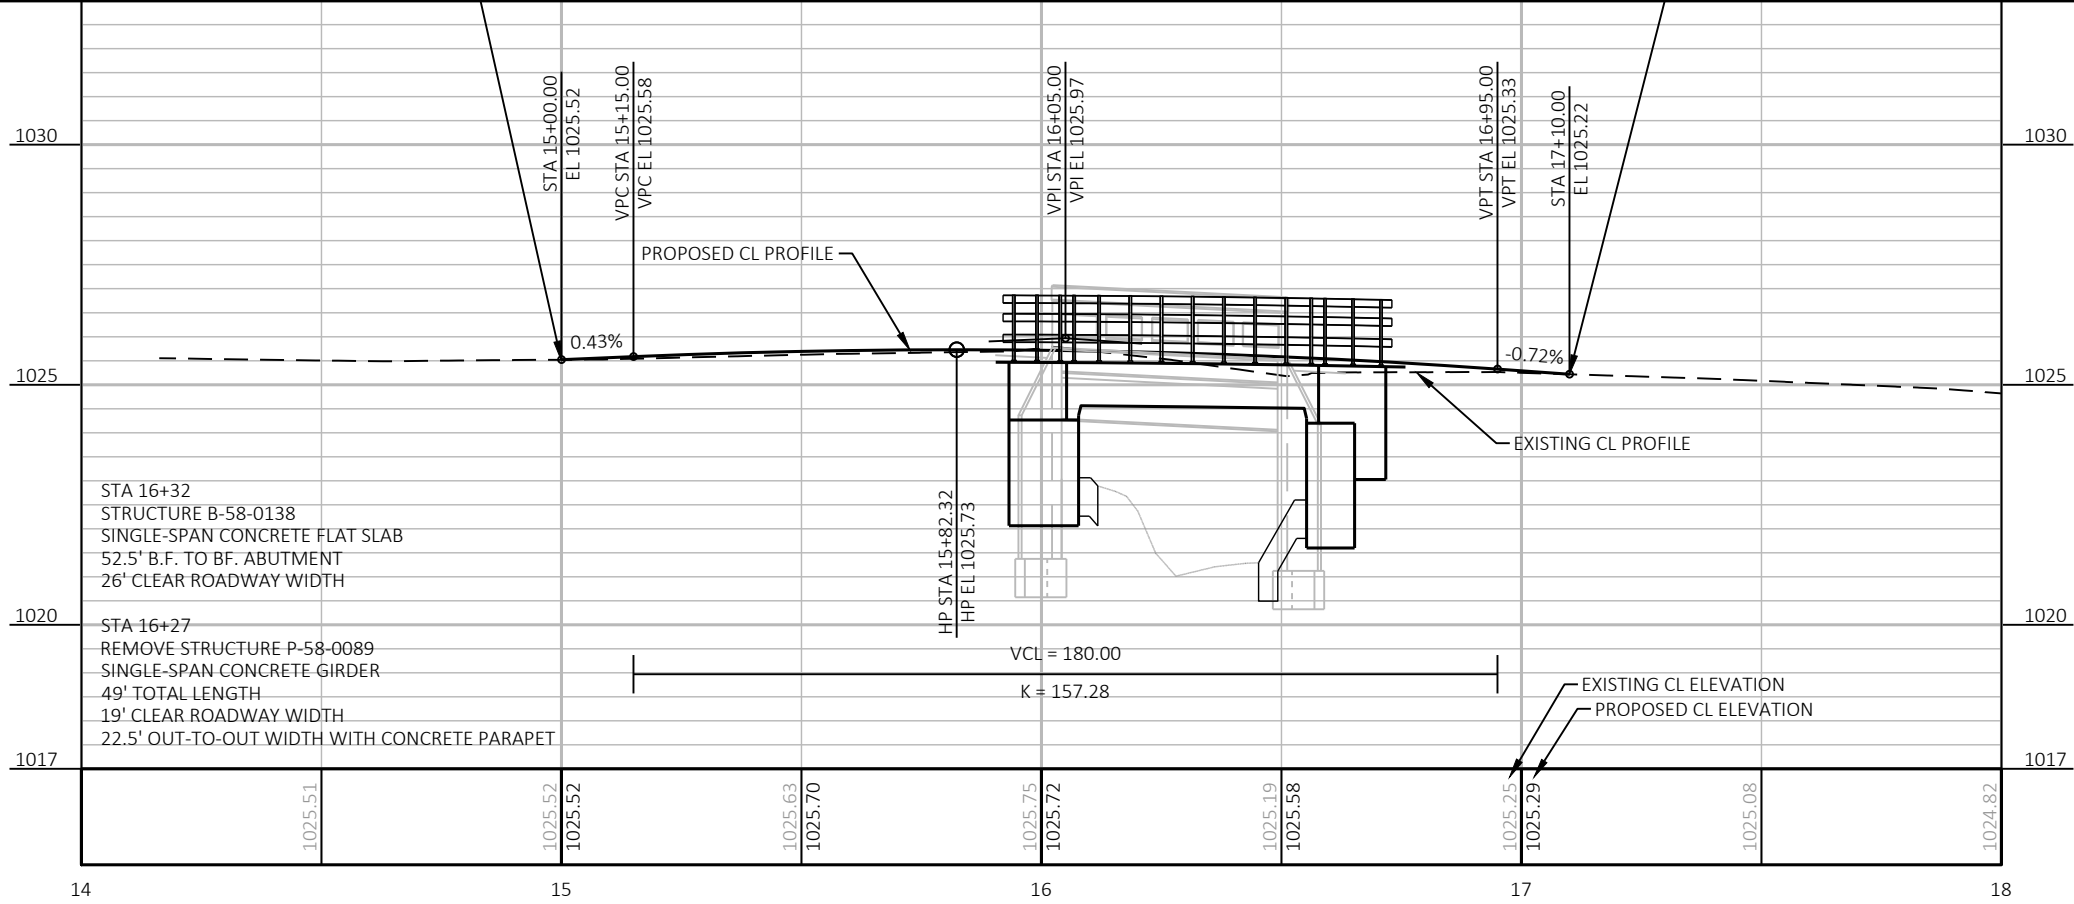 STA 15+00.00
EL 1025.52
VPC STA 15+15.00
VPC EL 1025.58
VPI STA 16+05.00
VPI EL 1025.97
VPT STA 16+95.00
VPT EL 1025.33
STA 17+10.00
EL 1025.22
1030
1030
PROPOSED CL PROFILE
0.43%
-0.72%
1025
1025
EXISTING CL PROFILE
STA 16+32
STRUCTURE B-58-0138
SINGLE-SPAN CONCRETE FLAT SLAB
52.5' B.F. TO BF. ABUTMENT
26' CLEAR ROADWAY WIDTH
HP STA 15+82.32
HP EL 1025.73
1020
1020
STA 16+27
REMOVE STRUCTURE P-58-0089
SINGLE-SPAN CONCRETE GIRDER
49' TOTAL LENGTH
19' CLEAR ROADWAY WIDTH
22.5' OUT-TO-OUT WIDTH WITH CONCRETE PARAPET
VCL = 180.00
K = 157.28
EXISTING CL ELEVATION
PROPOSED CL ELEVATION
1017
1017
1025.51
1025.52
1025.52
1025.63
1025.70
1025.75
1025.72
1025.19
1025.58
1025.25
1025.29
1025.08
1024.82
14
15
16
17
18